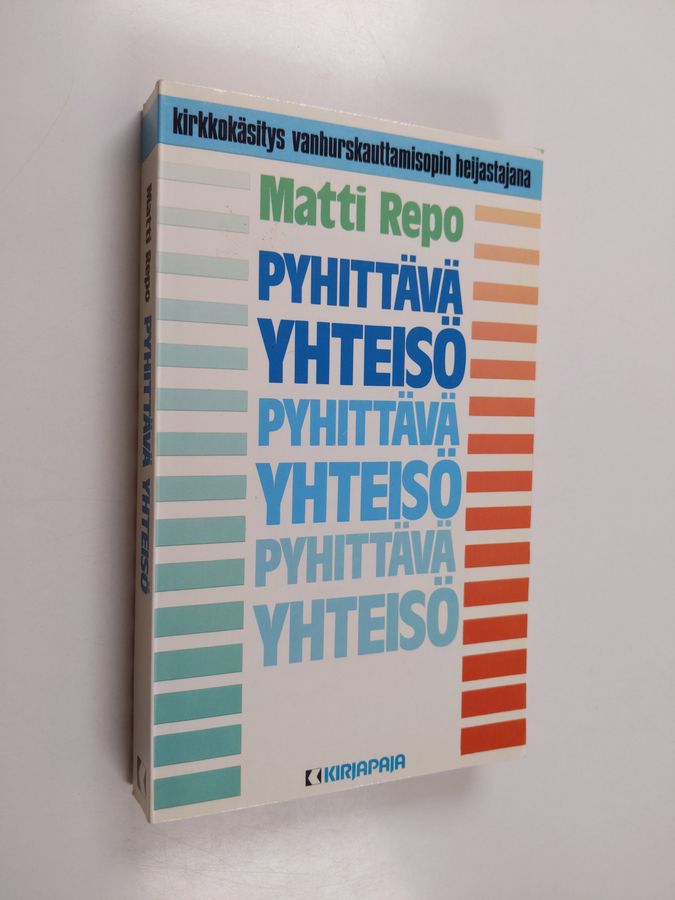 kirkkokäsitys vanhurskauttamisopin heijastajana
Matti Repo
PYHITTÄVÄ
YHTEISÖ
PYHITTÄVÄ
YHTEISÖ
PYHITTÄVÄ
YHTEISÖ
KIRJAPAJA
Matti Repo PYHITTÄVÄ YHTEISÖ